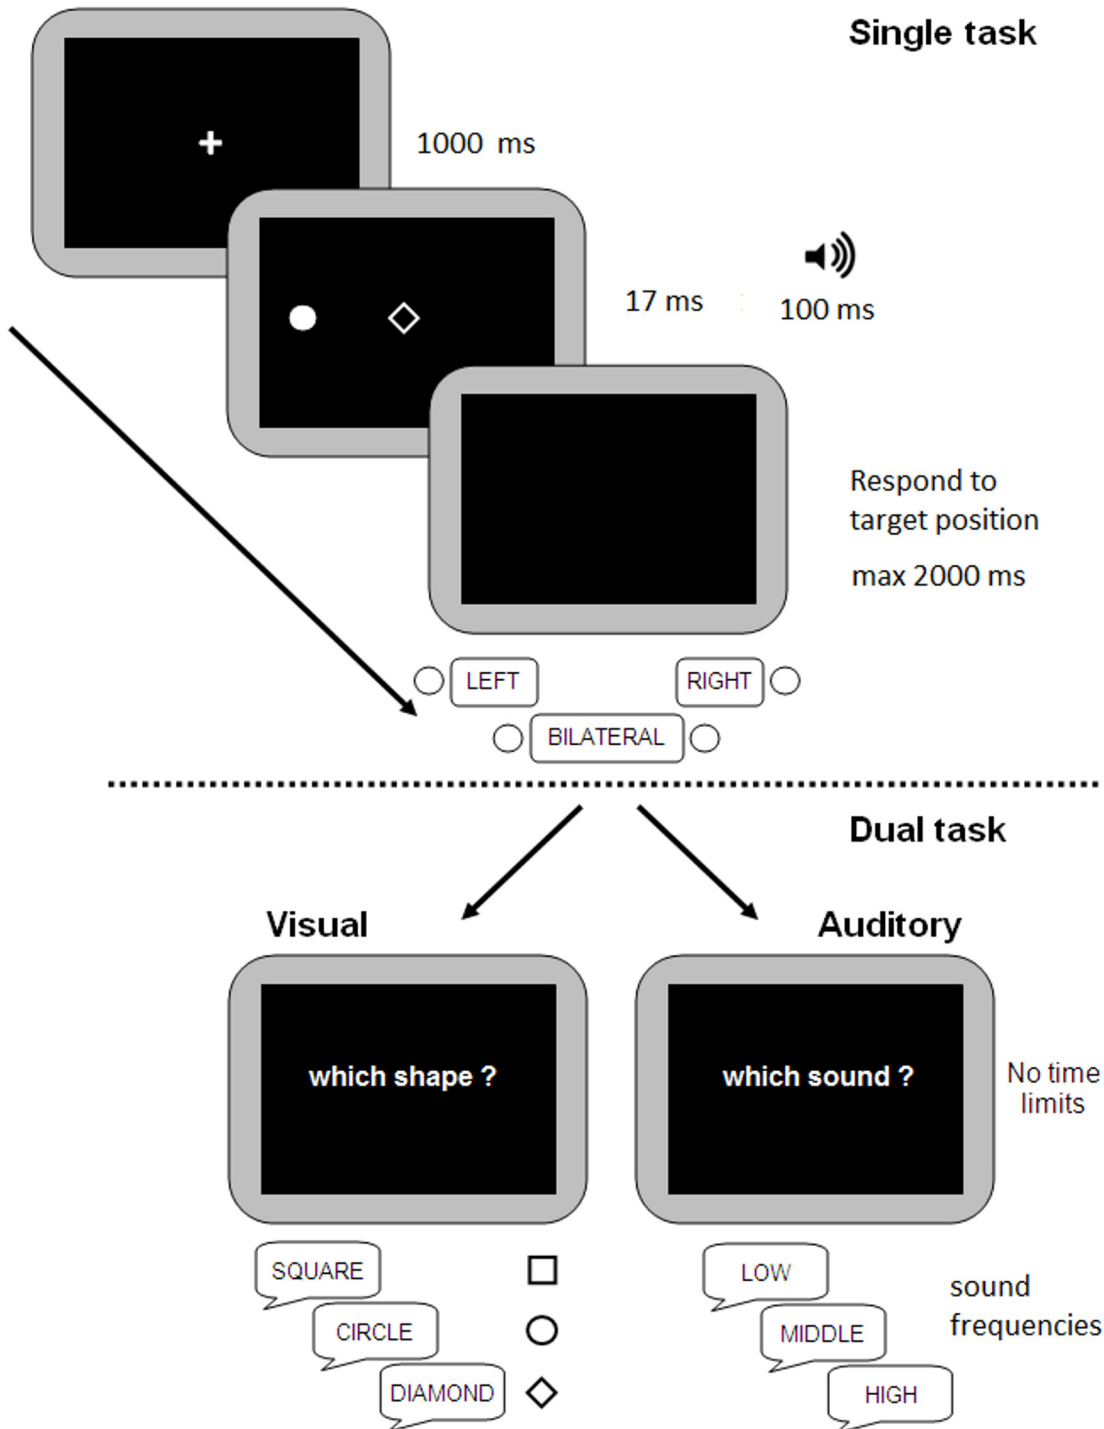 Single task
1000 ms
17 ms
100 ms
Respond to
target position
max 2000 ms
LEFT
RIGHT
BILATERAL
Dual task
Visual
Auditory
which shape ?
which sound ?
No time
limits
SQUARE
CIRCLE
DIAMOND
LOW
MIDDLE
HIGH
sound
frequencies